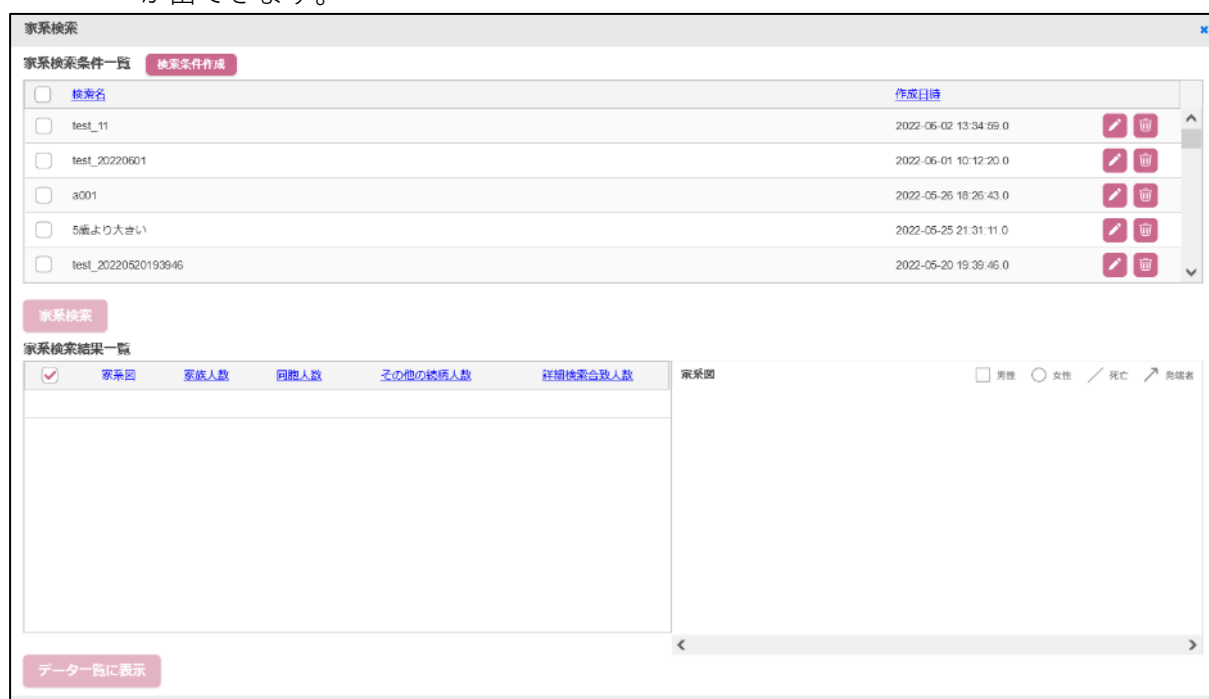 が出できます。
家系検索
家系検索条件一覧 検索条件作成
検索名 作成日時
test_11 2022-06-02 13:34:59.0
test_20220601 2022-06-01 10:12:20.0
a001 2022-05-26 18:26:43.0
5歳より大きい 2022-05-25 21:31:11.0
test_20220520193946 2022-05-20 19:39:46.0
家系検索
家系検索結果一覧
家系図 家族人数 同胞人数 その他の続柄人数 詳細検索合致人数 家系図 男性 女性 死亡 発端者
データ一覧に表示